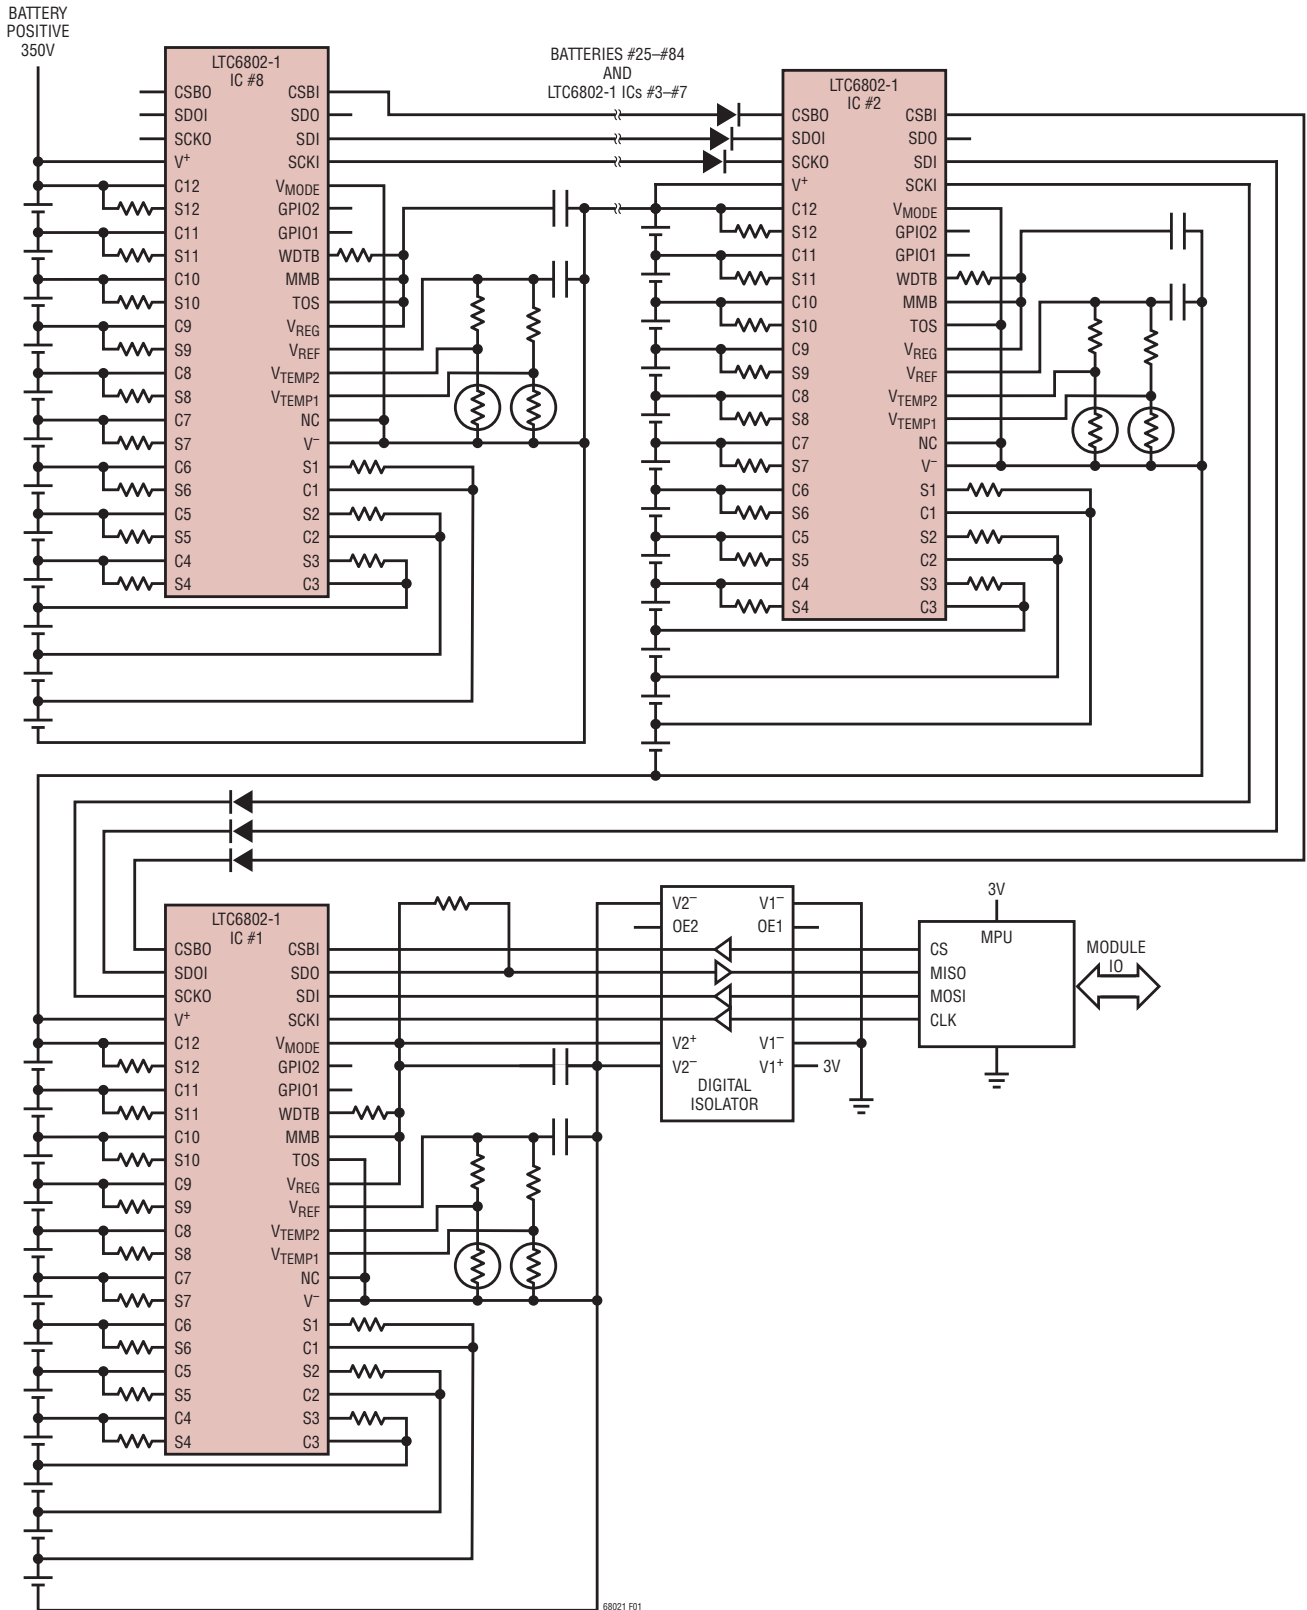 BATTERY
POSITIVE
350V
LTC6802-1
IC #8
CSBO
SDOI
SCKO
V+
C12
S12
C11
S11
C10
S10
C9
S9
C8
S8
C7
S7
C6
S6
C5
S5
C4
S4
CSBI
SDO
SDI
SCKI
VMODE
GPIO2
GPIO1
WDTB
MMB
TOS
VREG
VREF
VTEMP2
VTEMP1
NC
V−
S1
C1
S2
C2
S3
C3
BATTERIES #25–#84
AND
LTC6802-1 ICs #3–#7
LTC6802-1
IC #2
CSBO
SDOI
SCKO
V+
C12
S12
C11
S11
C10
S10
C9
S9
C8
S8
C7
S7
C6
S6
C5
S5
C4
S4
CSBI
SDO
SDI
SCKI
VMODE
GPIO2
GPIO1
WDTB
MMB
TOS
VREG
VREF
VTEMP2
VTEMP1
NC
V−
S1
C1
S2
C2
S3
C3
LTC6802-1
IC #1
CSBO
SDOI
SCKO
V+
C12
S12
C11
S11
C10
S10
C9
S9
C8
S8
C7
S7
C6
S6
C5
S5
C4
S4
CSBI
SDO
SDI
SCKI
VMODE
GPIO2
GPIO1
WDTB
MMB
TOS
VREG
VREF
VTEMP2
VTEMP1
NC
V−
S1
C1
S2
C2
S3
C3
V2−
OE2
V2+
V2−
V1−
OE1
V1−
V1+
3V
DIGITAL
ISOLATOR
3V
MPU
CS
MISO
MOSI
CLK
MODULE
IO
68021 F01